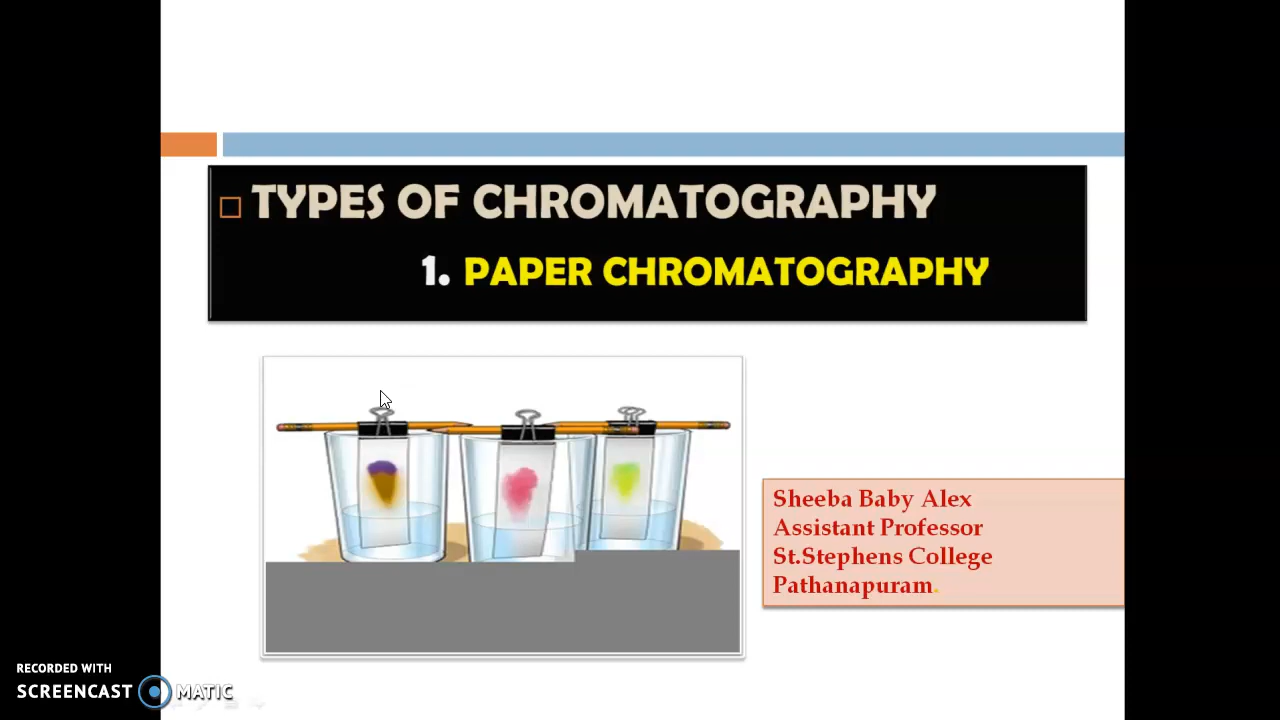 TYPES OF CHROMATOGRAPHY
1. PAPER CHROMATOGRAPHY
Sheeba Baby Alex
Assistant Professor
St.Stephens College
Pathanapuram.
RECORDED WITH
SCREENCAST MATIC